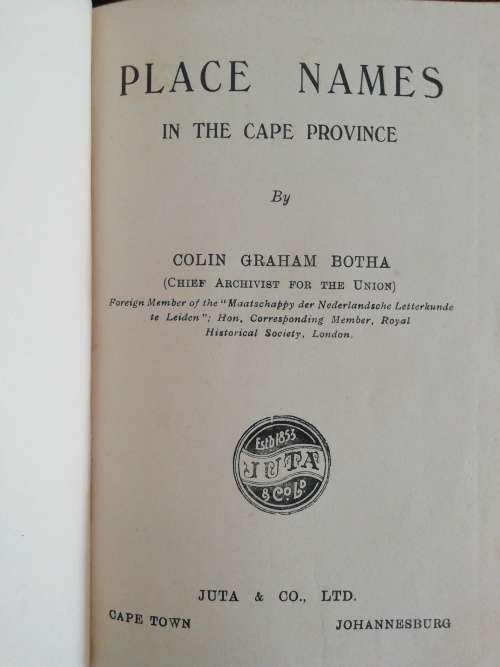 PLACE NAMES
IN THE CAPE PROVINCE
By
COLIN GRAHAM BOTHA
(CHIEF ARCHIVIST FOR THE UNION)
Foreign Member of the "Maatschappy der Nederlandsche Letterkunde
te Leiden"; Hon. Corresponding Member, Royal
Historical Society, London.
Estd 1853
JUTA
& Co. Ld
JUTA & CO., LTD.
CAPE TOWN JOHANNESBURG